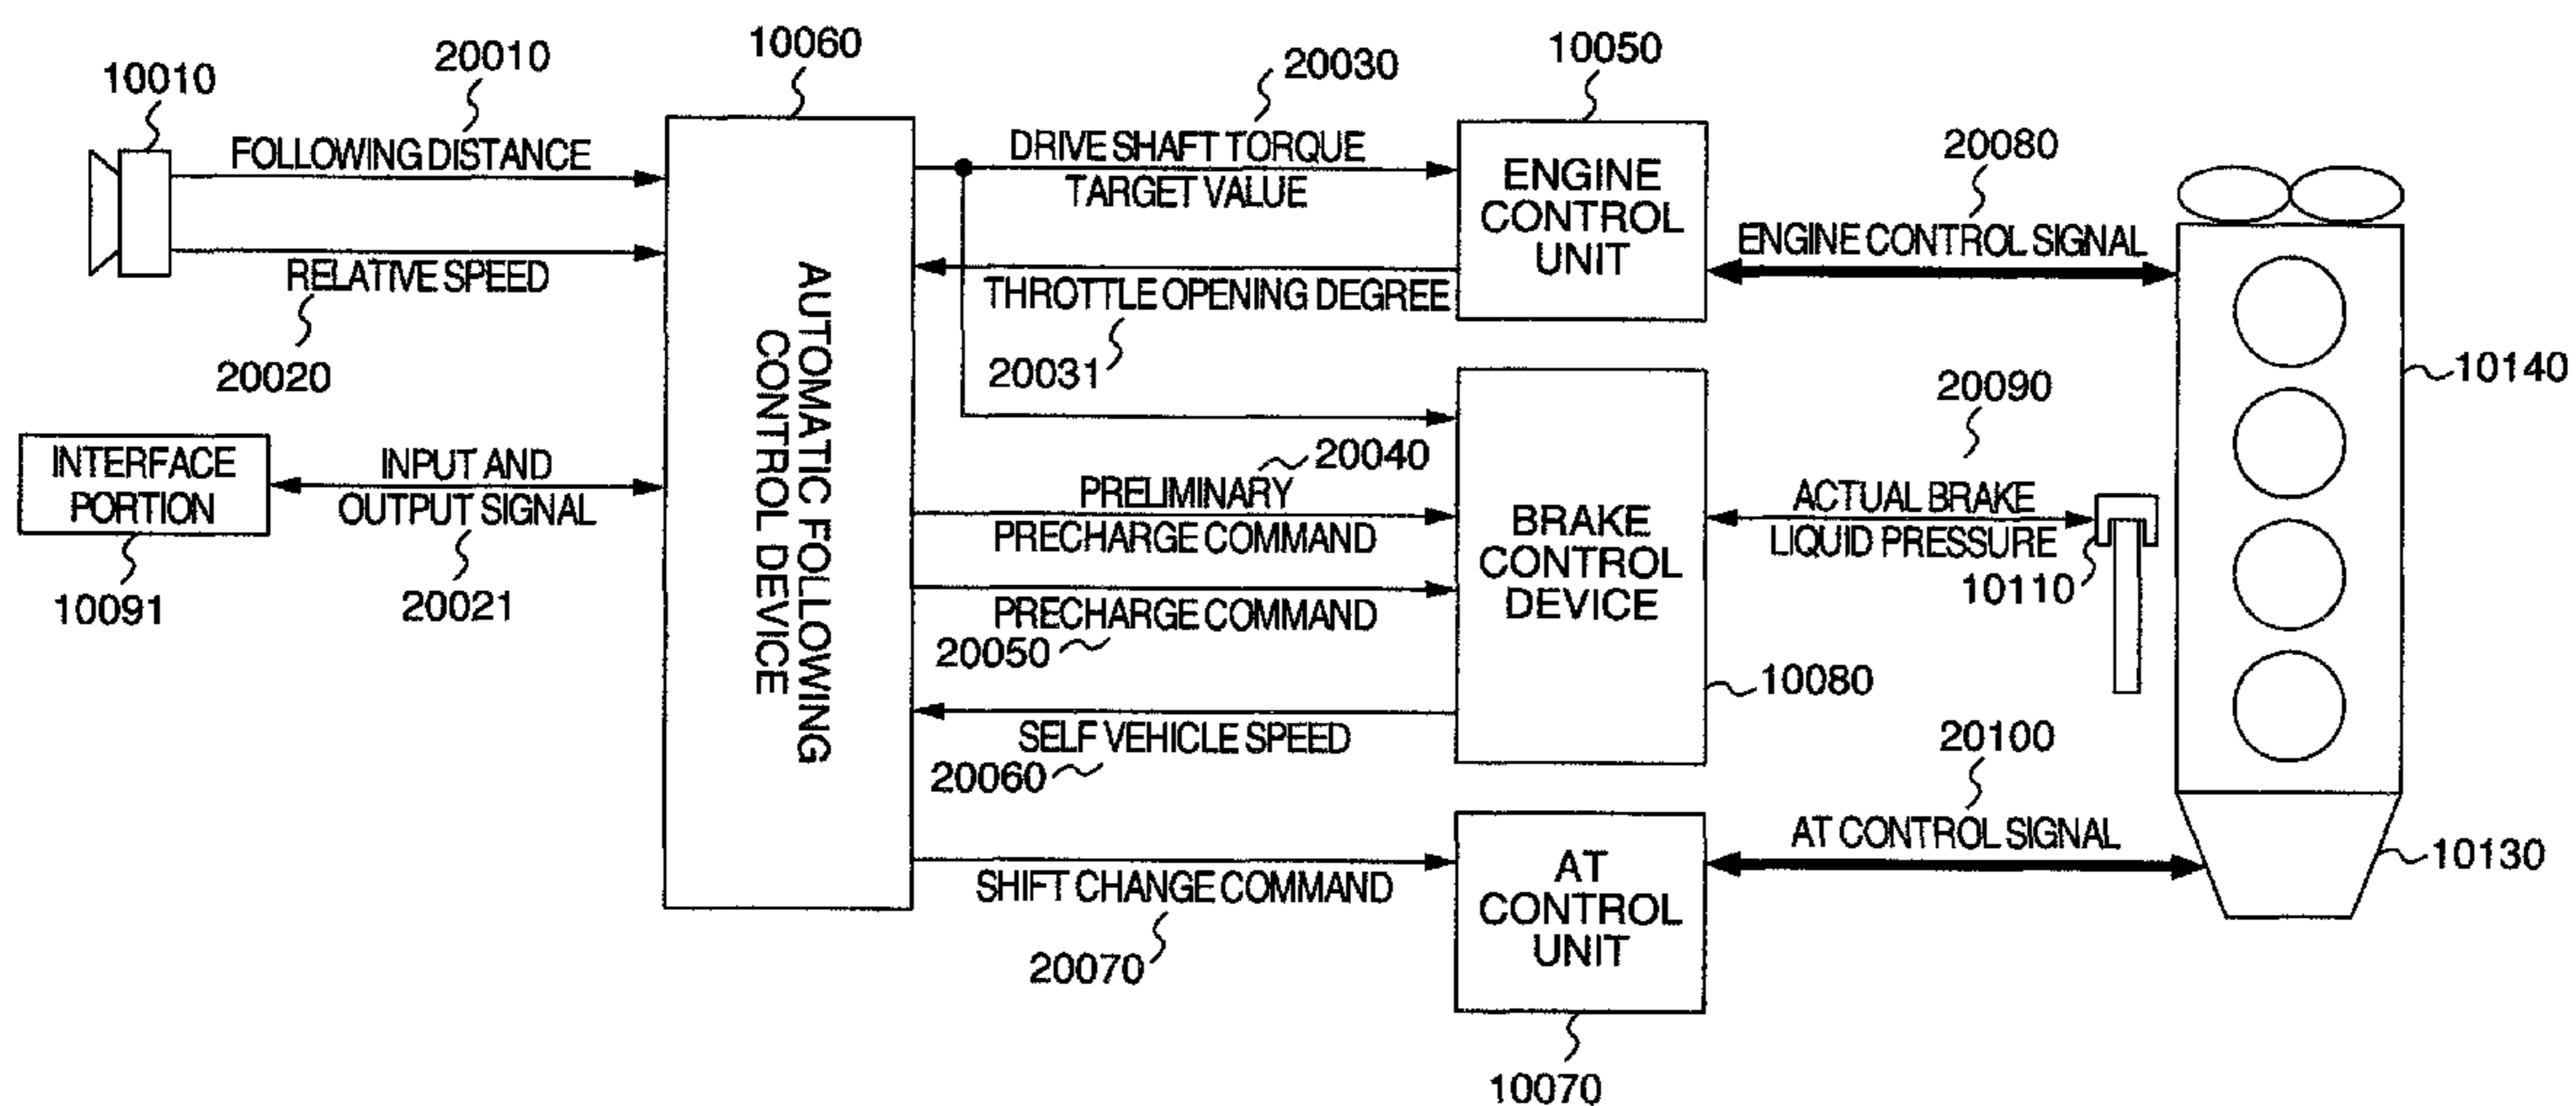 10010
20010
FOLLOWING DISTANCE
RELATIVE SPEED
20020
INTERFACE
PORTION
10091
INPUT AND
OUTPUT SIGNAL
20021
10060
AUTOMATIC FOLLOWING
CONTROL DEVICE
20030
DRIVE SHAFT TORQUE
TARGET VALUE
THROTTLE OPENING DEGREE
20031
20040
PRELIMINARY
PRECHARGE COMMAND
PRECHARGE COMMAND
20050
SELF VEHICLE SPEED
20060
SHIFT CHANGE COMMAND
20070
10050
ENGINE
CONTROL
UNIT
BRAKE
CONTROL
DEVICE
10080
AT
CONTROL
UNIT
10070
20080
ENGINE CONTROL SIGNAL
20090
ACTUAL BRAKE
LIQUID PRESSURE
10110
20100
AT CONTROL SIGNAL
10140
10130